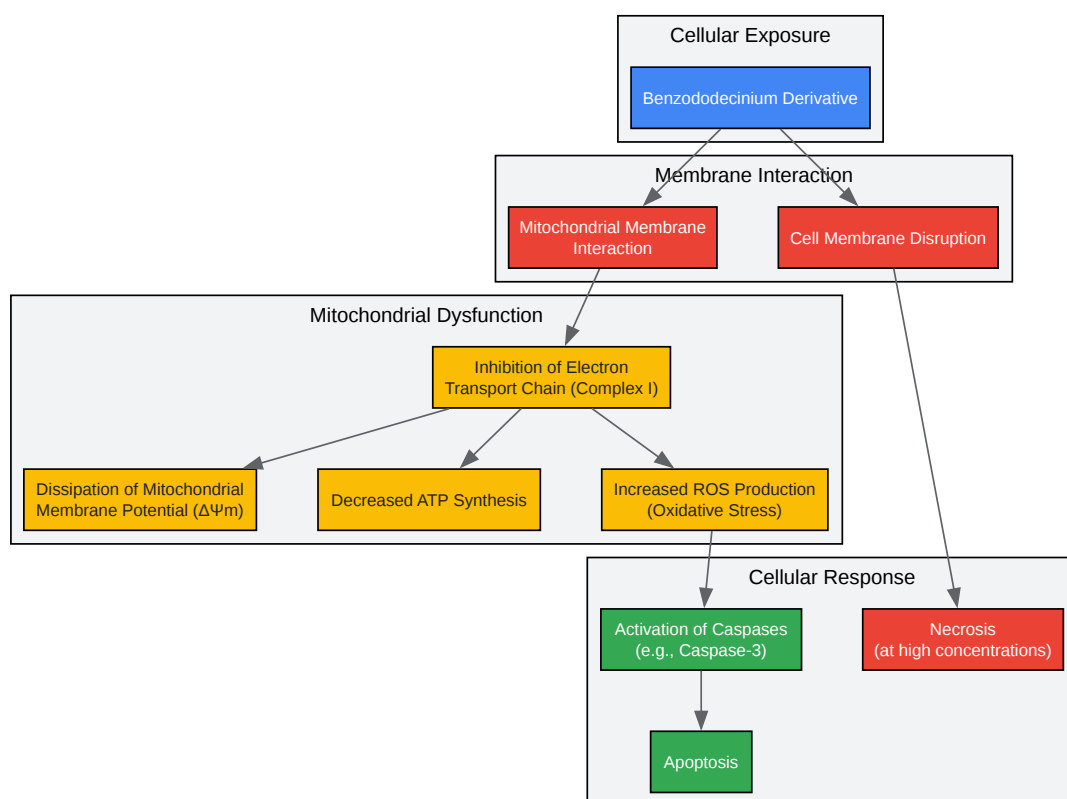 Cellular Exposure
Benzododecinium Derivative
Membrane Interaction
Mitochondrial Membrane
Interaction
Cell Membrane Disruption
Mitochondrial Dysfunction
Inhibition of Electron
Transport Chain (Complex I)
Dissipation of Mitochondrial
Membrane Potential (ΔΨm)
Decreased ATP Synthesis
Increased ROS Production
(Oxidative Stress)
Cellular Response
Activation of Caspases
(e.g., Caspase-3)
Necrosis
(at high concentrations)
Apoptosis